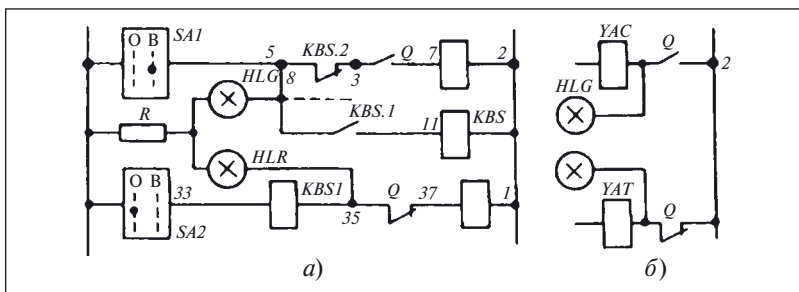 O B SA1
5 KBS.2 Q 7 2
HLG 8 3
KBS.1
R 11 KBS
HLR
O B 33 KBS1 Q 37 1
35
SA2
а)
YAC Q
2
HLG
YAT Q
б)